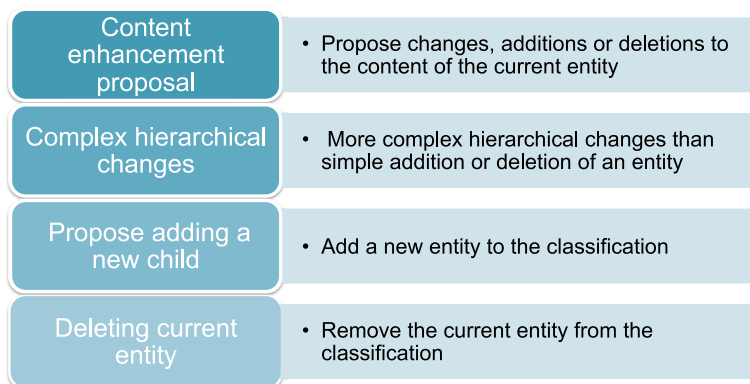 Content
enhancement
proposal
• Propose changes, additions or deletions to
the content of the current entity
Complex hierarchical
changes
• More complex hierarchical changes than
simple addition or deletion of an entity
Propose adding a
new child
• Add a new entity to the classification
Deleting current
entity
• Remove the current entity from the
classification